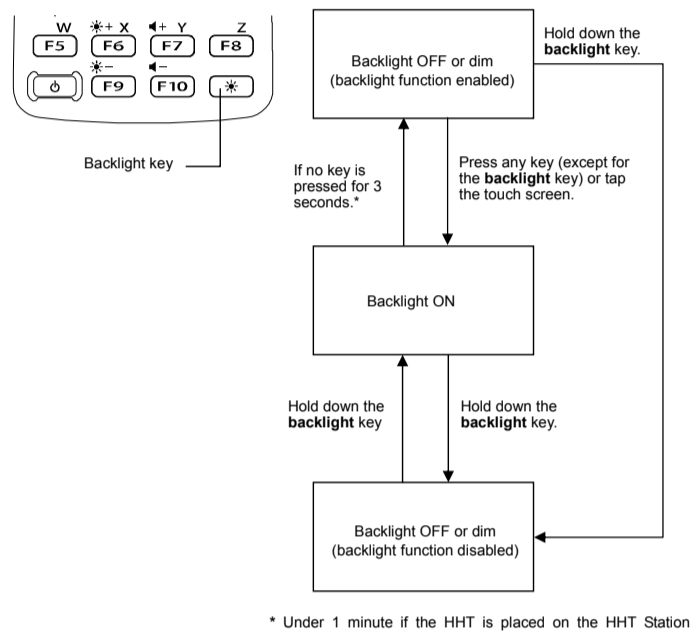 W ☀+ X 🔈+ Y Z
F5 F6 F7 F8
☀− 🔈−
F9 F10
Backlight key
Backlight OFF or dim
(backlight function enabled)
Hold down the
backlight key.
If no key is
pressed for 3
seconds.*
Press any key (except for
the backlight key) or tap
the touch screen.
Backlight ON
Hold down the
backlight key
Hold down the
backlight key.
Backlight OFF or dim
(backlight function disabled)
* Under 1 minute if the HHT is placed on the HHT Station